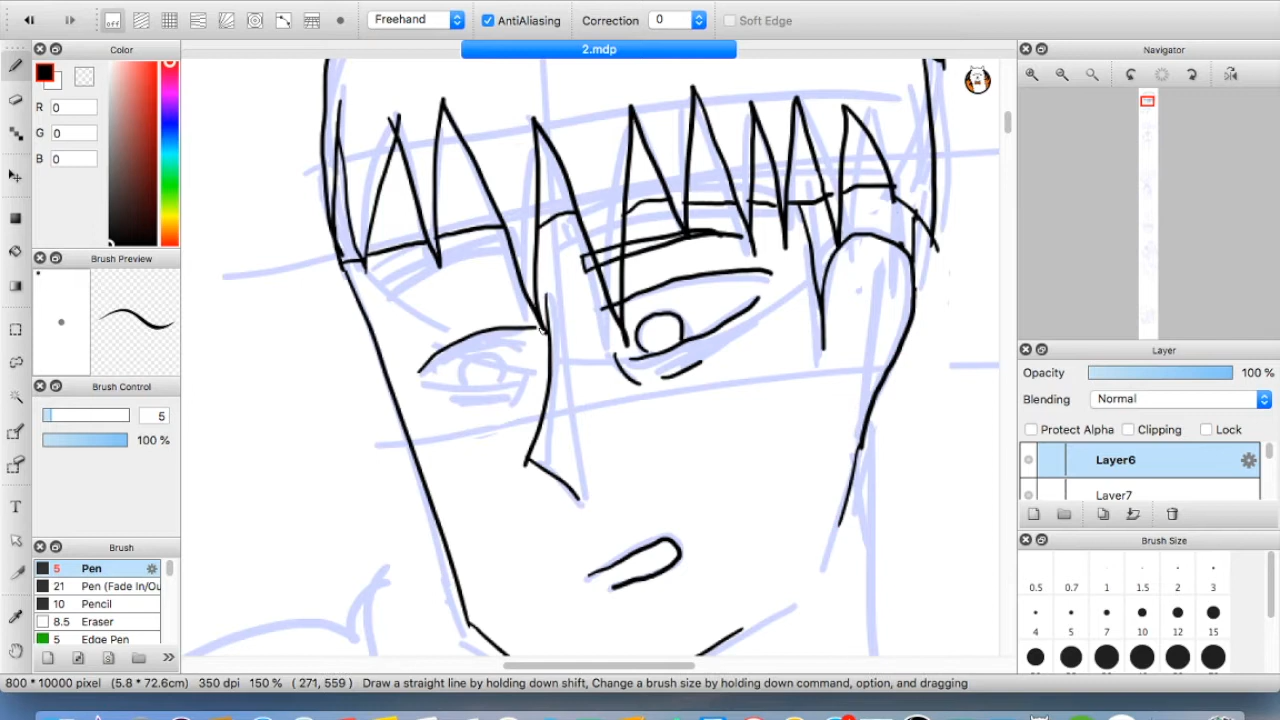 off
Freehand
AntiAliasing
Correction
0
Soft Edge
2.mdp
Color
R 0
G 0
B 0
Brush Preview
Brush Control
5
100 %
Brush
5 Pen
21 Pen (Fade In/Ou
10 Pencil
8.5 Eraser
5 Edge Pen
Navigator
Layer
Opacity 100 %
Blending Normal
Protect Alpha Clipping Lock
Layer6
Layer7
Brush Size
0.5 0.7 1 1.5 2 3
4 5 7 10 12 15
800 * 10000 pixel (5.8 * 72.6cm) 350 dpi 150 % ( 271, 559 ) Draw a straight line by holding down shift, Change a brush size by holding down command, option, and dragging